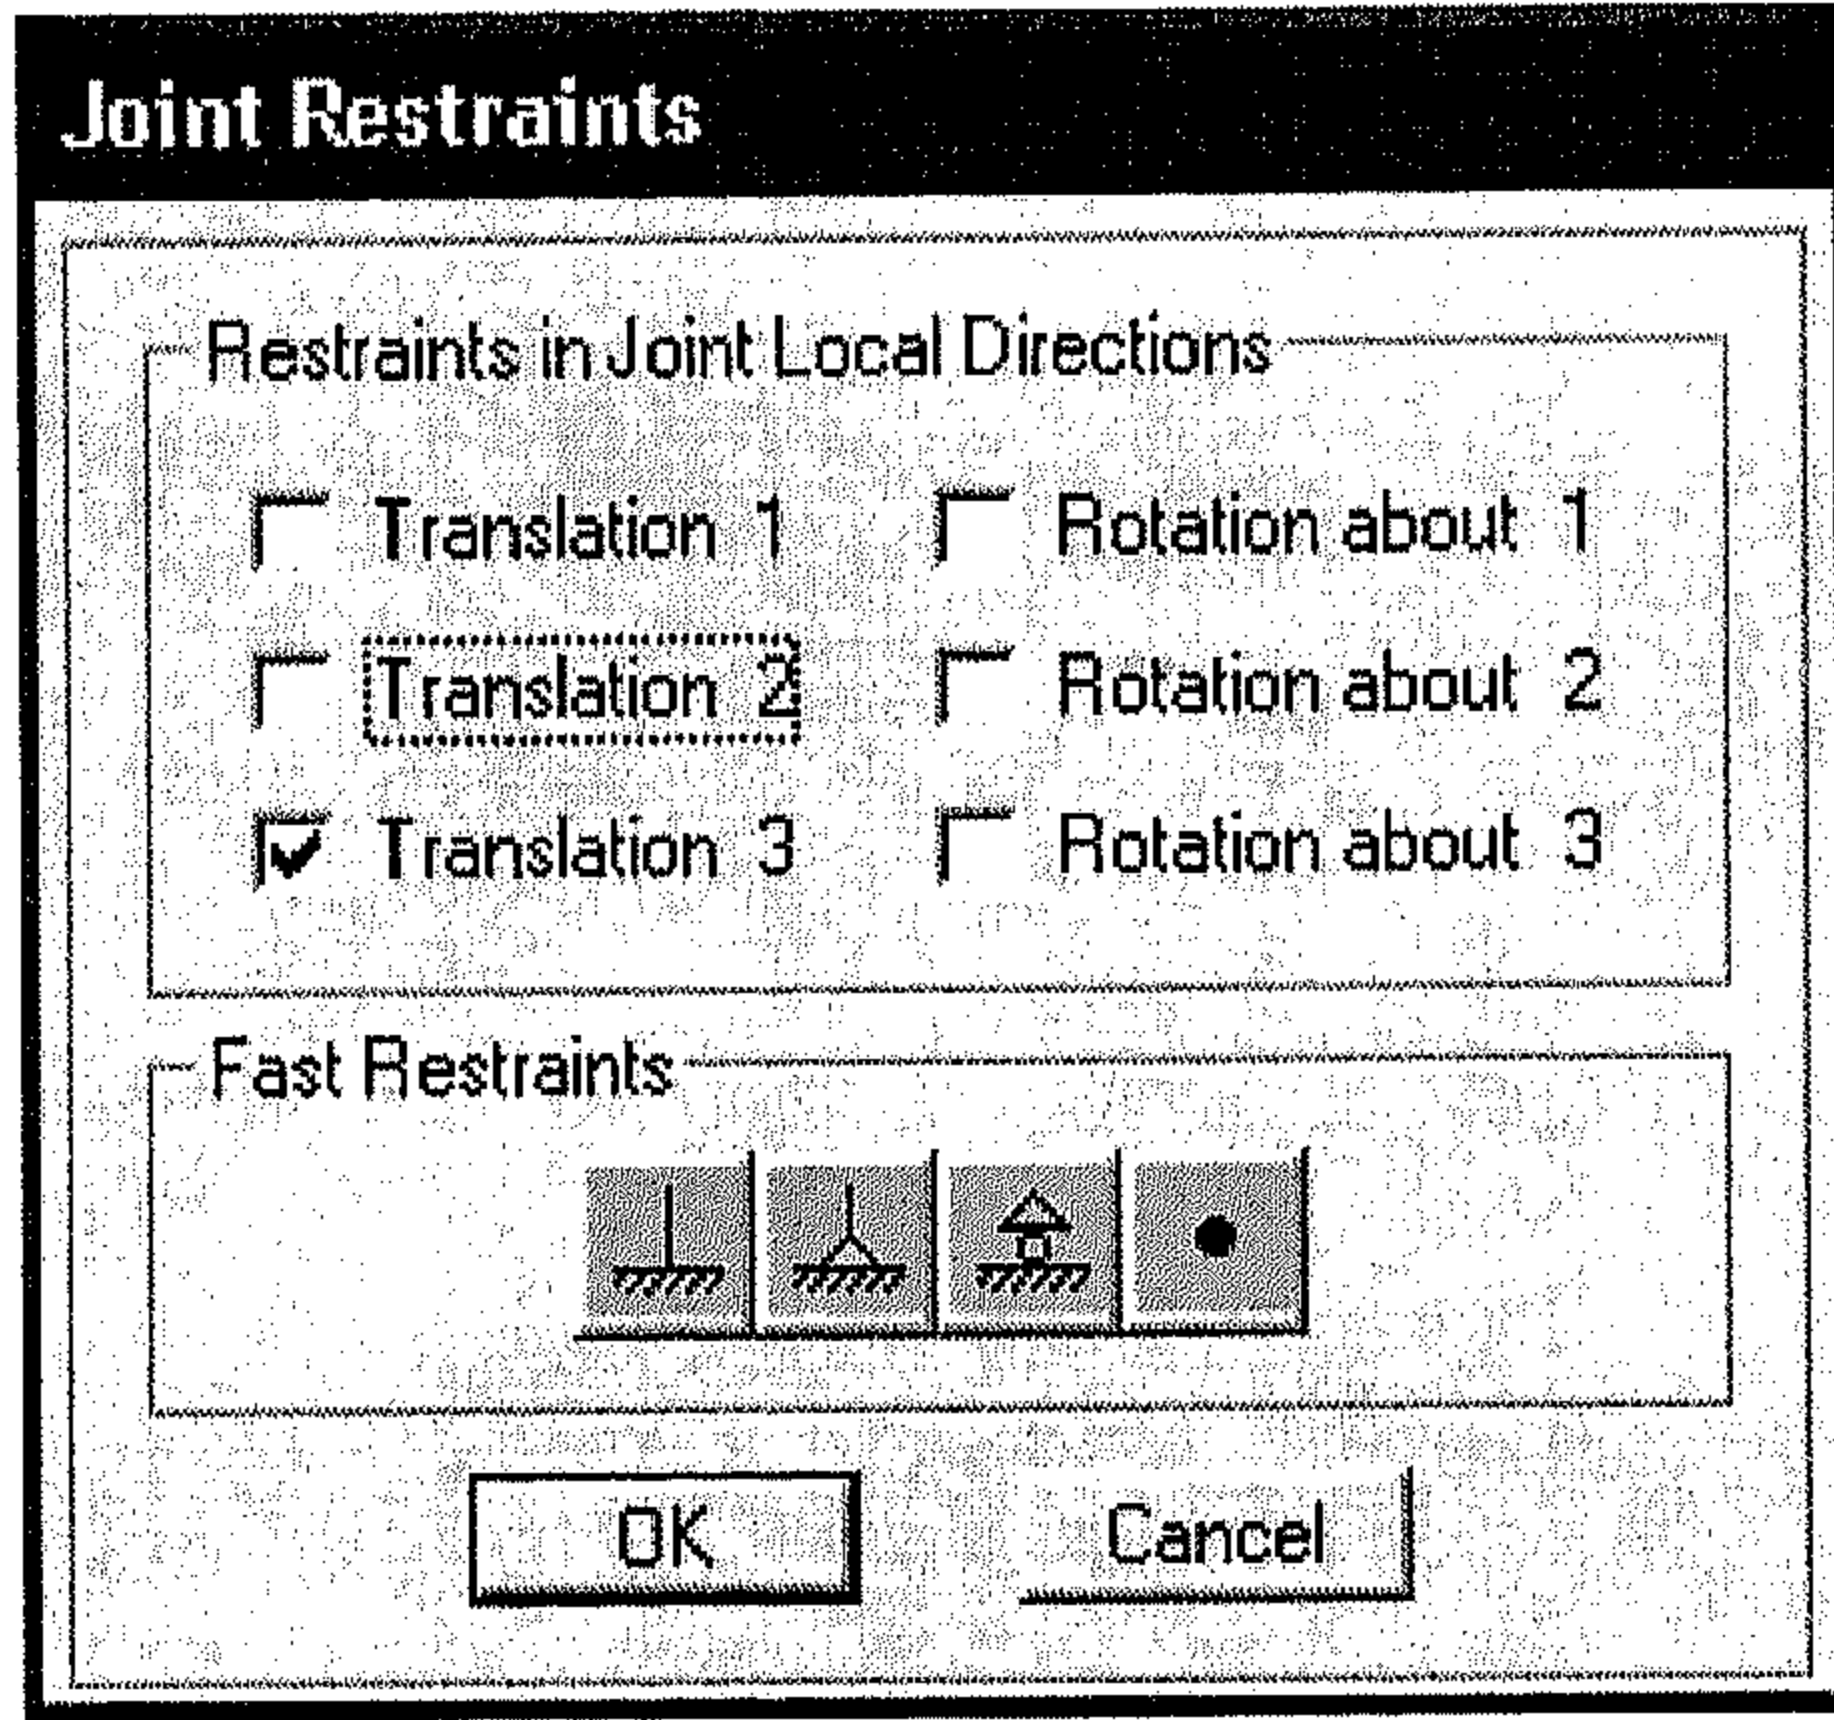 Joint Restraints
Restraints in Joint Local Directions
Translation 1 Rotation about 1
Translation 2 Rotation about 2
Translation 3 Rotation about 3
Fast Restraints
OK Cancel